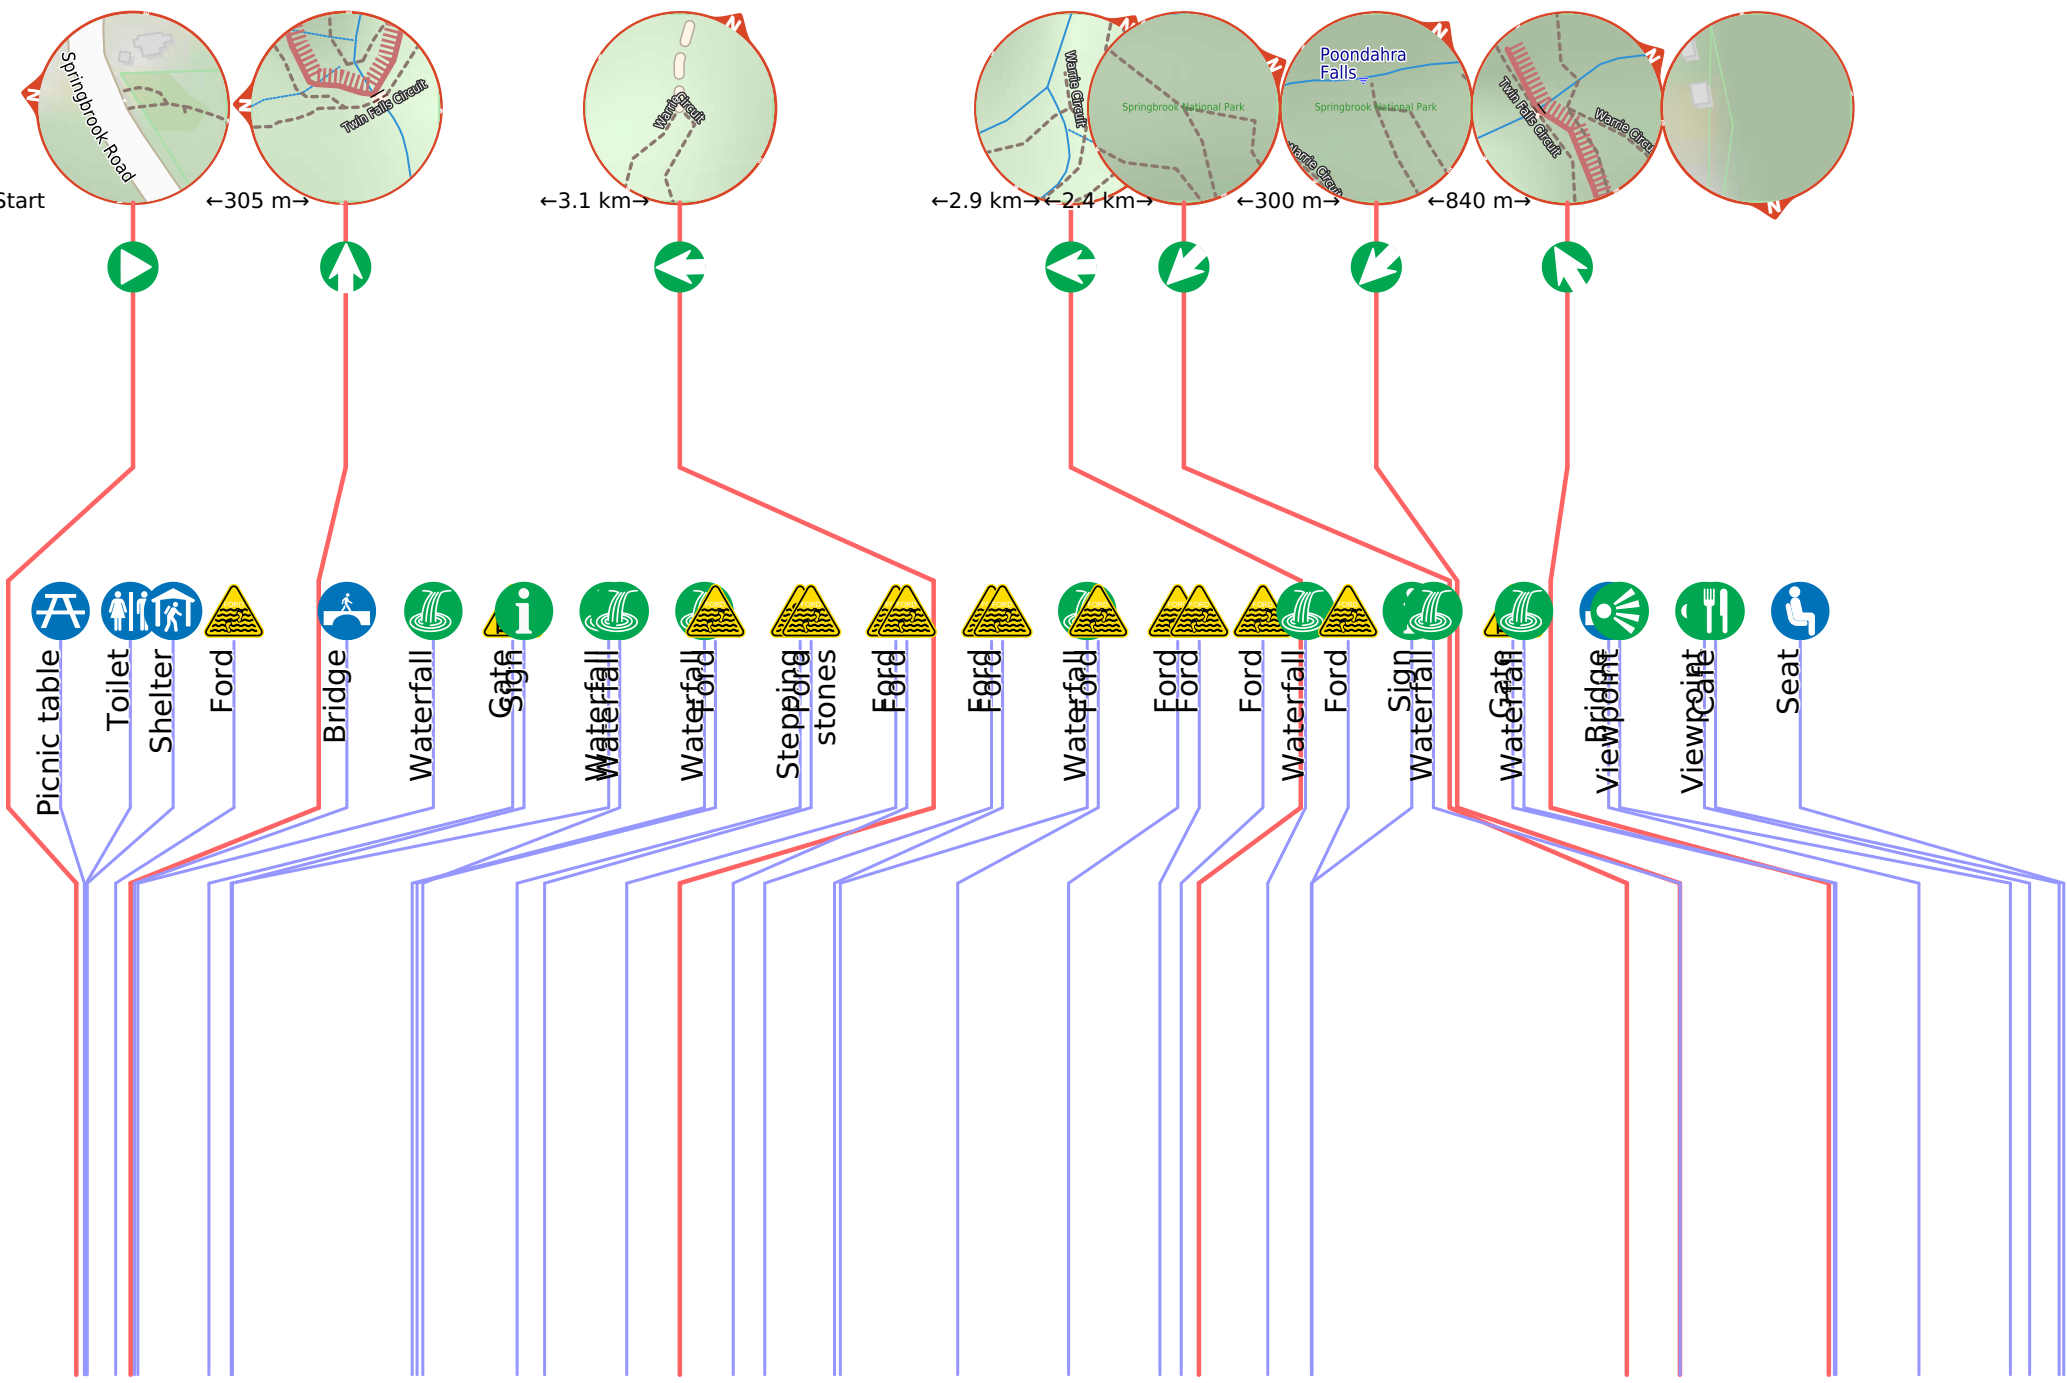 Springbrook Road
N
Twin Falls Circuit
N
Warrie
Circuit
N
Warrie Circuit
N
Springbrook National Park
N
Poondahra
Falls
Springbrook National Park
Warrie Circuit
N
Twin Falls Circuit
Warrie Circu
N
N
Start
←305 m→
←3.1 km→
←2.9 km→
←2.4 km→
←300 m→
←840 m→
Picnic table
Toilet
Shelter
Ford
Bridge
Waterfall
Gate
Sign
Waterfall
Waterfall
Waterfall
Ford
Stepping
stones
Ford
Ford
Ford
Ford
Ford
Waterfall
Ford
Ford
Ford
Ford
Waterfall
Ford
Sign
Waterfall
Gate
Waterfall
Bridge
Viewpoint
Viewpoint
Cafe
Seat